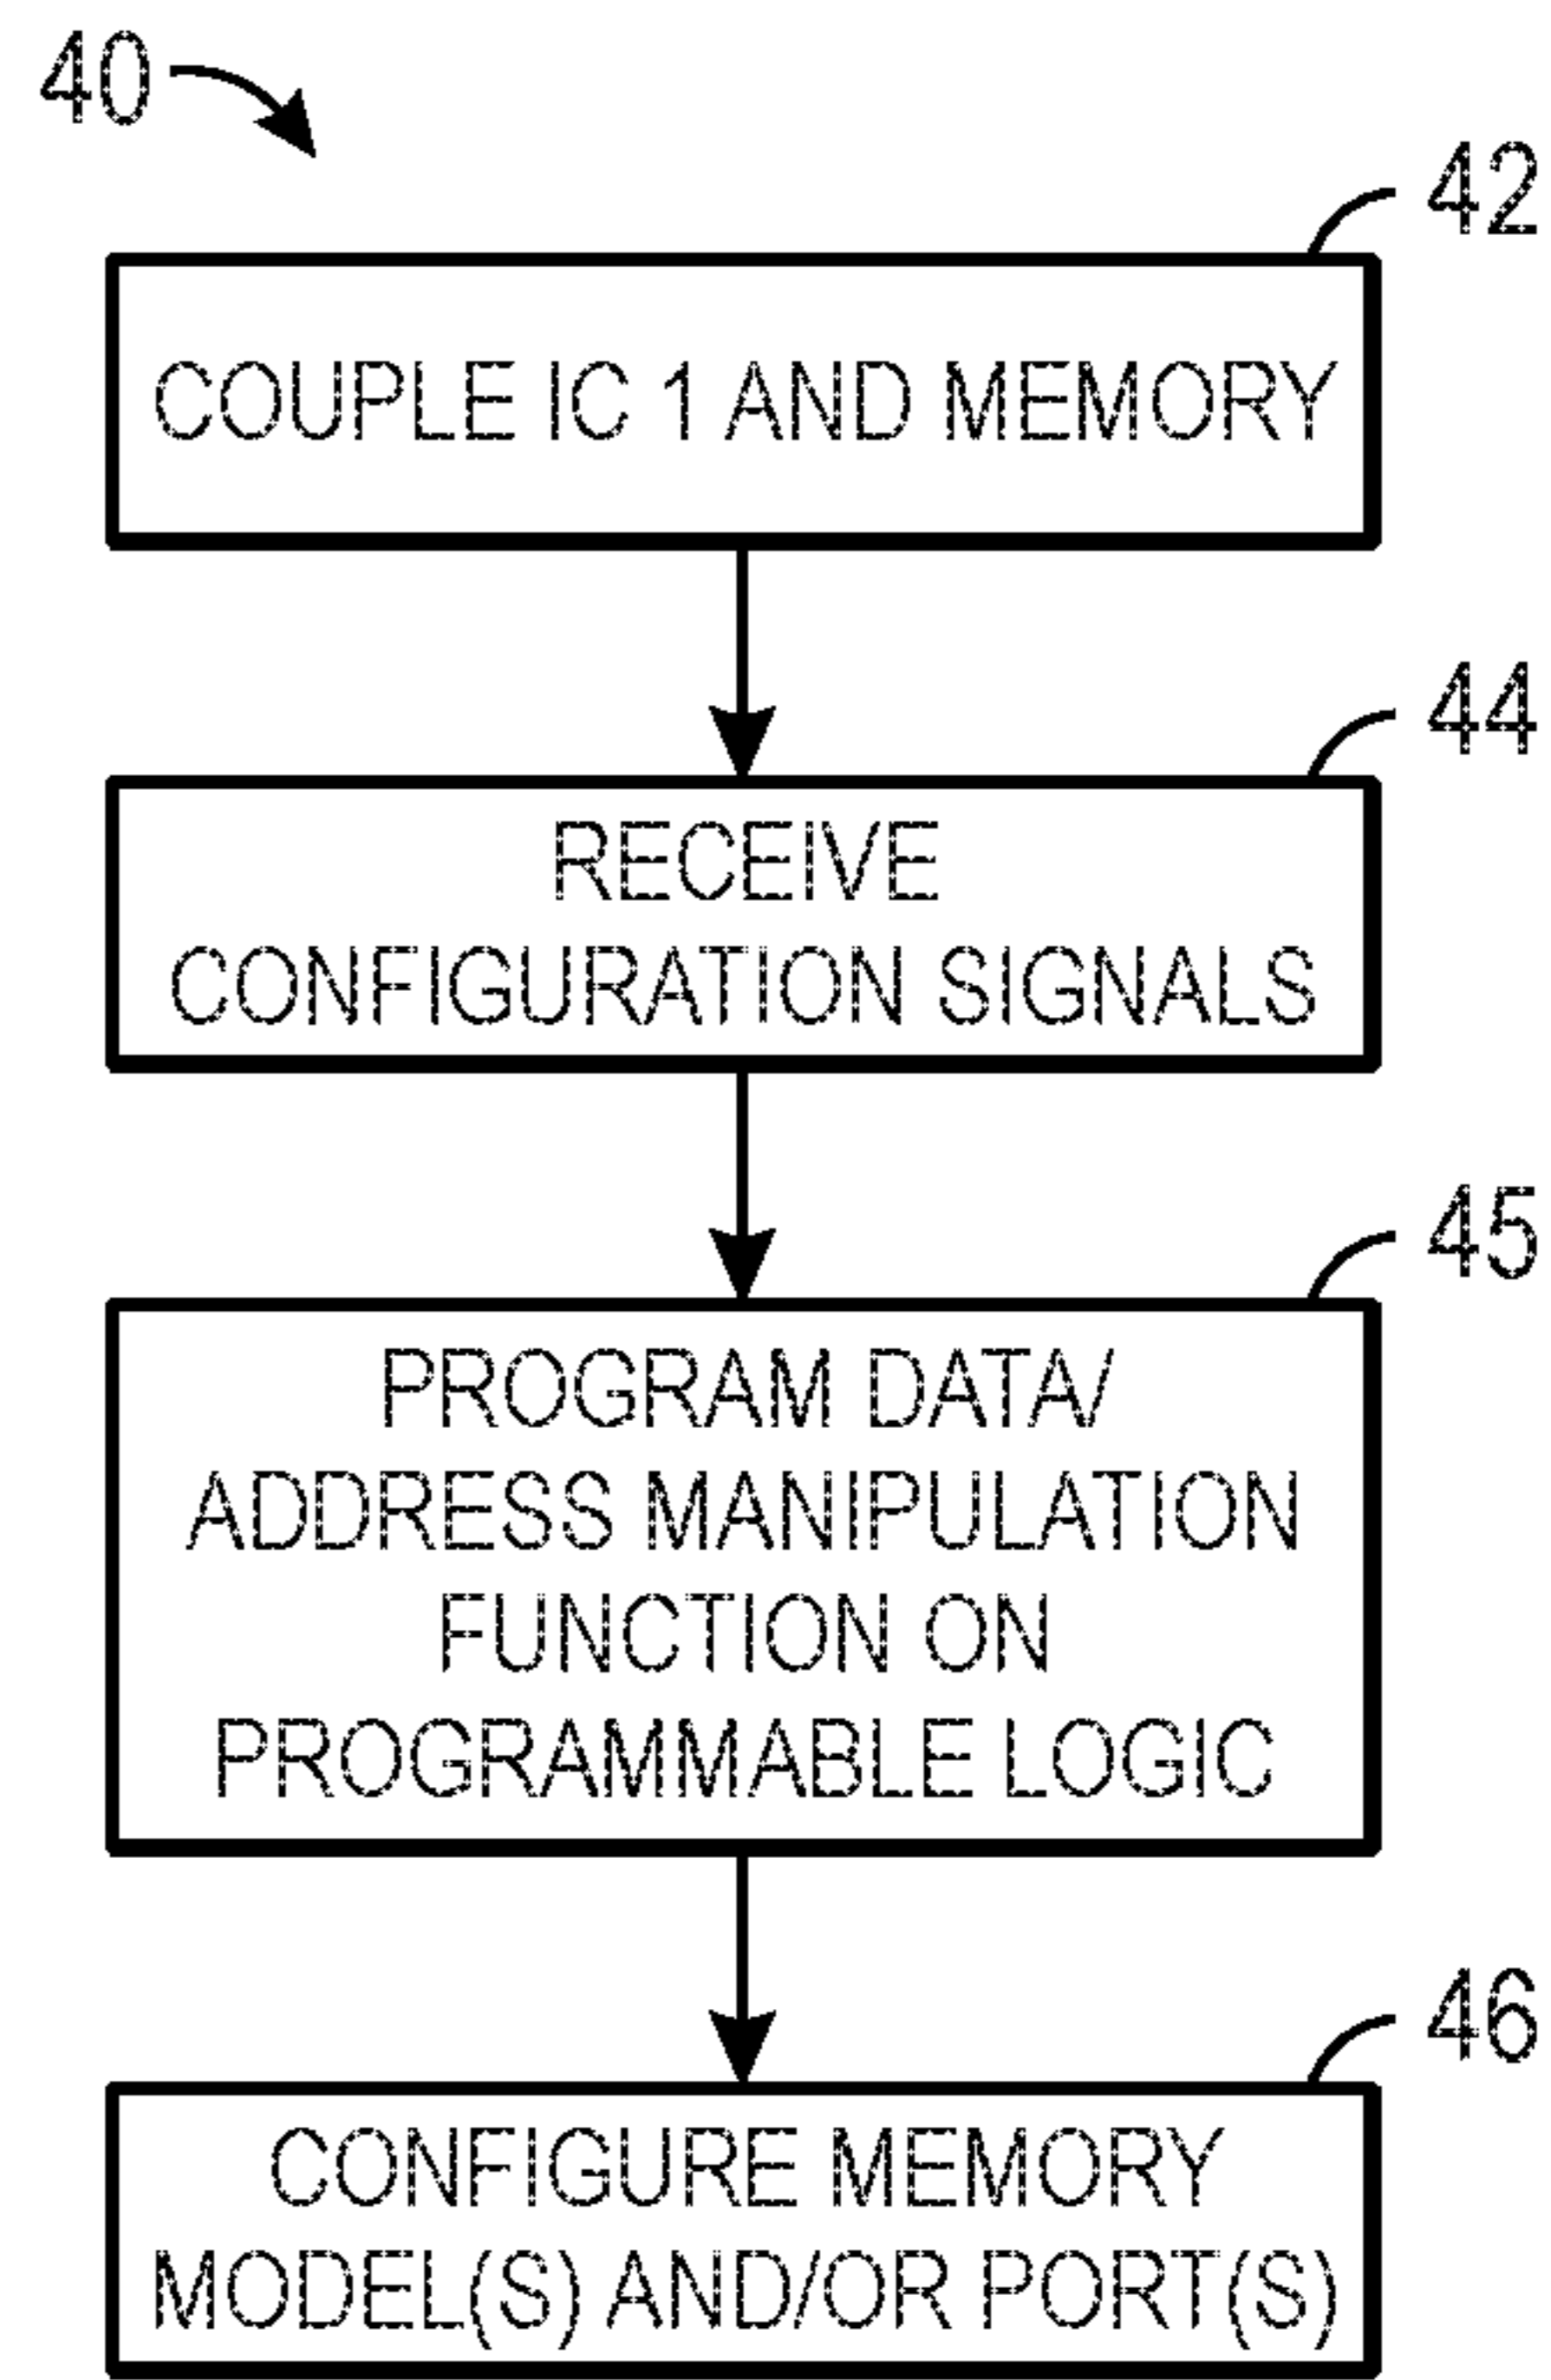 40
42
COUPLE IC 1 AND MEMORY
44
RECEIVE
CONFIGURATION SIGNALS
45
PROGRAM DATA/
ADDRESS MANIPULATION
FUNCTION ON
PROGRAMMABLE LOGIC
46
CONFIGURE MEMORY
MODEL(S) AND/OR PORT(S)